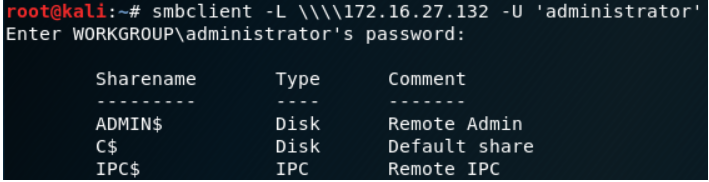 root@kali:~# smbclient -L \\\\172.16.27.132 -U 'administrator'
Enter WORKGROUP\administrator's password:
Sharename Type Comment
--------- ---- -------
ADMIN$ Disk Remote Admin
C$ Disk Default share
IPC$ IPC Remote IPC